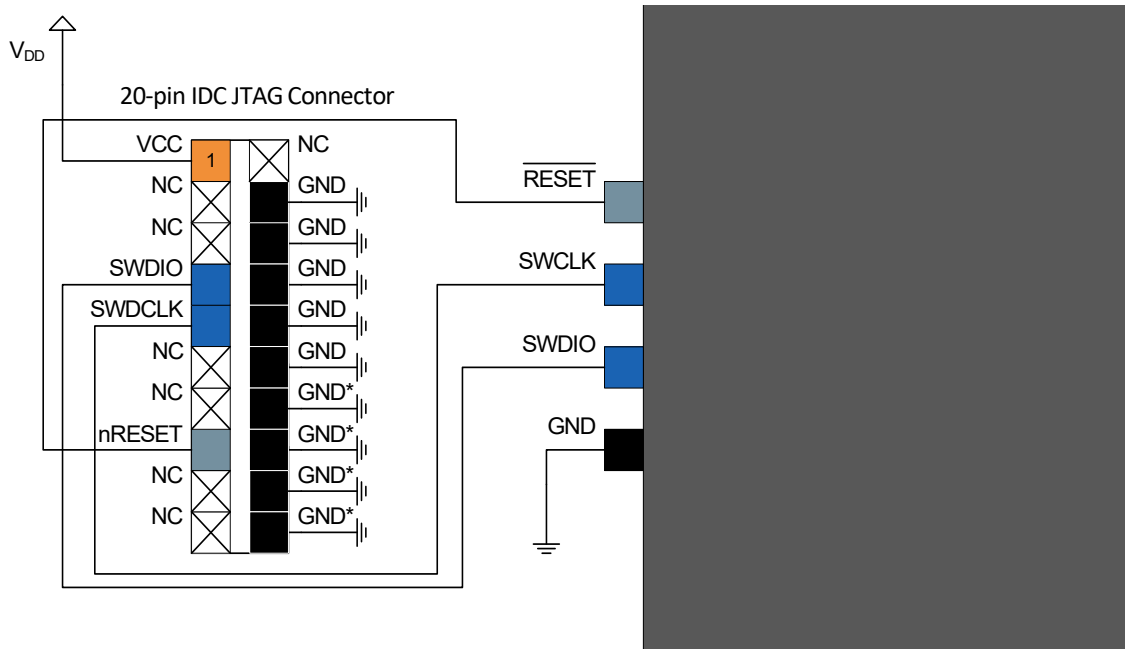 V_DD
20-pin IDC JTAG Connector
VCC 1 NC
NC GND
NC GND
SWDIO GND
SWDCLK GND
NC GND
NC GND*
nRESET GND*
NC GND*
NC GND*
RESET
SWCLK
SWDIO
GND